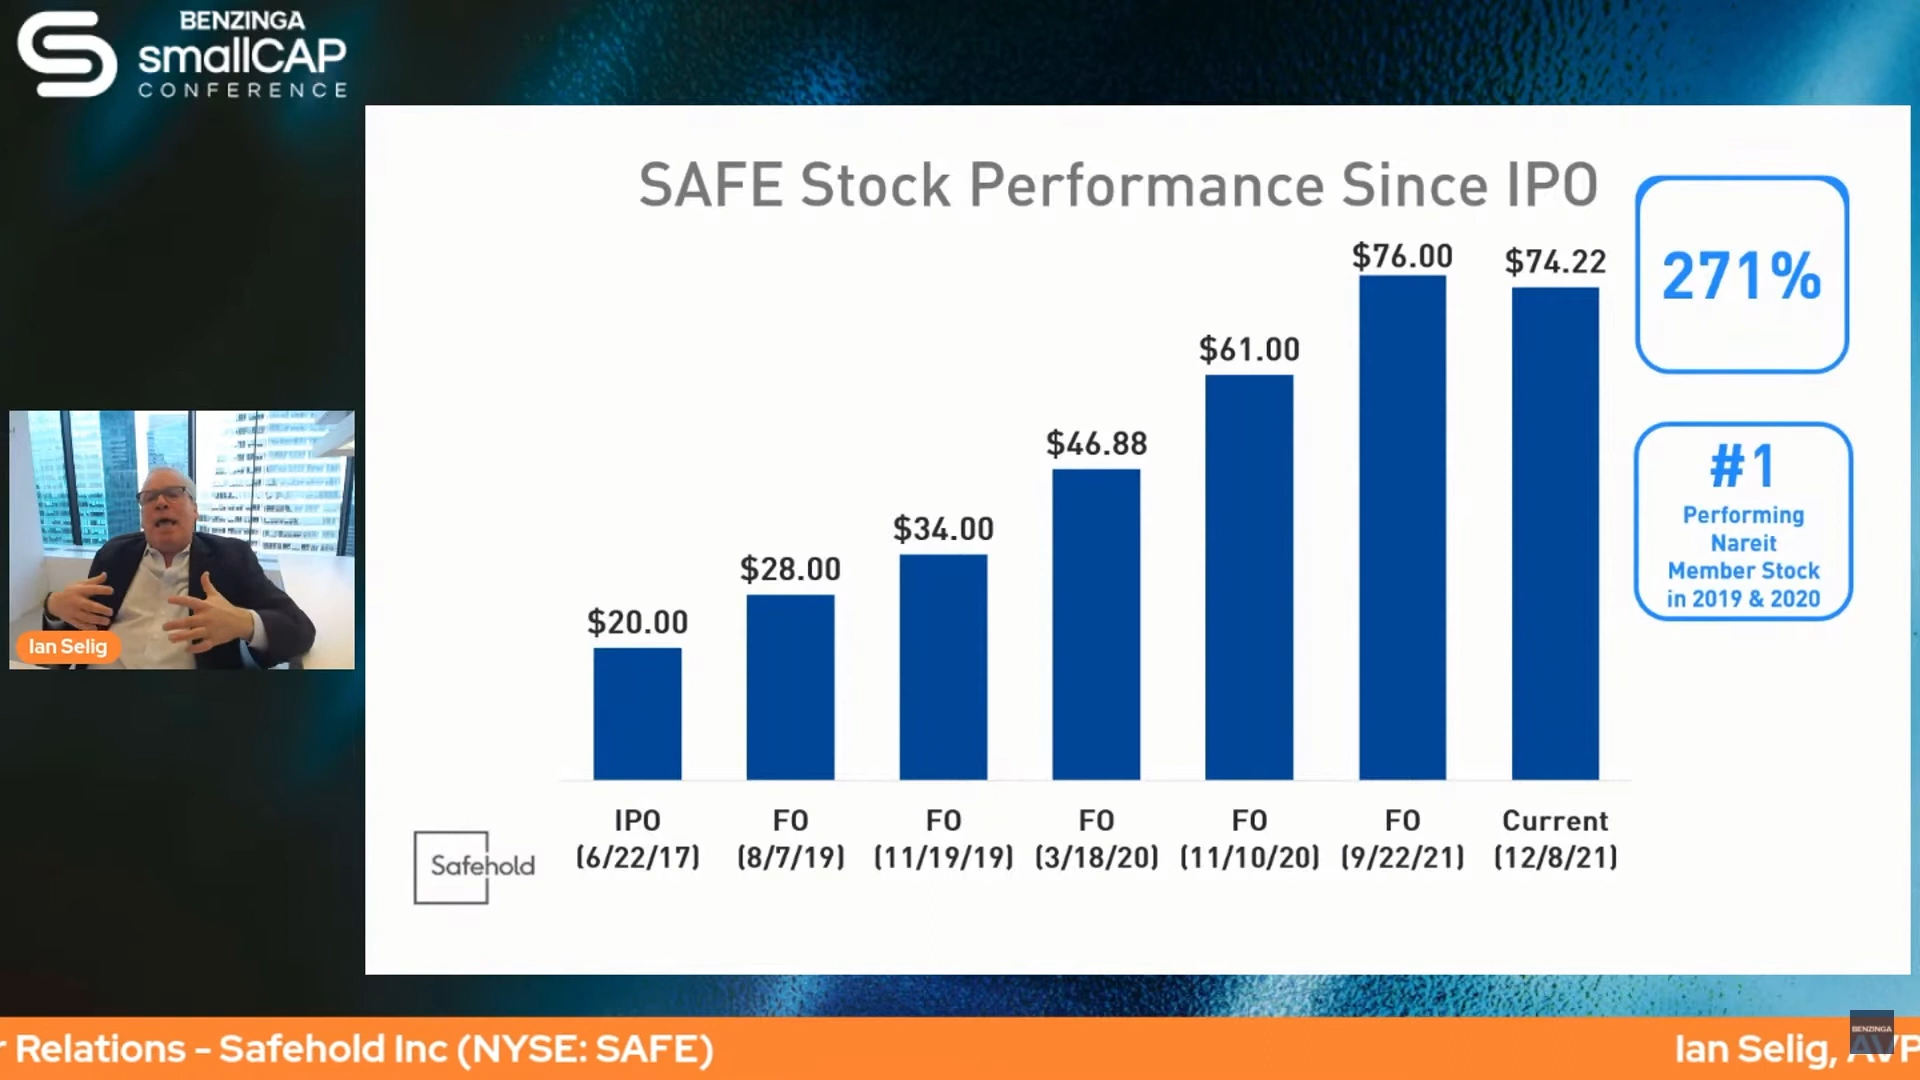 BENZINGA
smallCAP
CONFERENCE
SAFE Stock Performance Since IPO
$20.00
$28.00
$34.00
$46.88
$61.00
$76.00
$74.22
271%
#1
Performing
Nareit
Member Stock
in 2019 & 2020
IPO
(6/22/17)
FO
(8/7/19)
FO
(11/19/19)
FO
(3/18/20)
FO
(11/10/20)
FO
(9/22/21)
Current
(12/8/21)
Safehold
Ian Selig
r Relations - Safehold Inc (NYSE: SAFE)
Ian Selig, AVP
BENZINGA